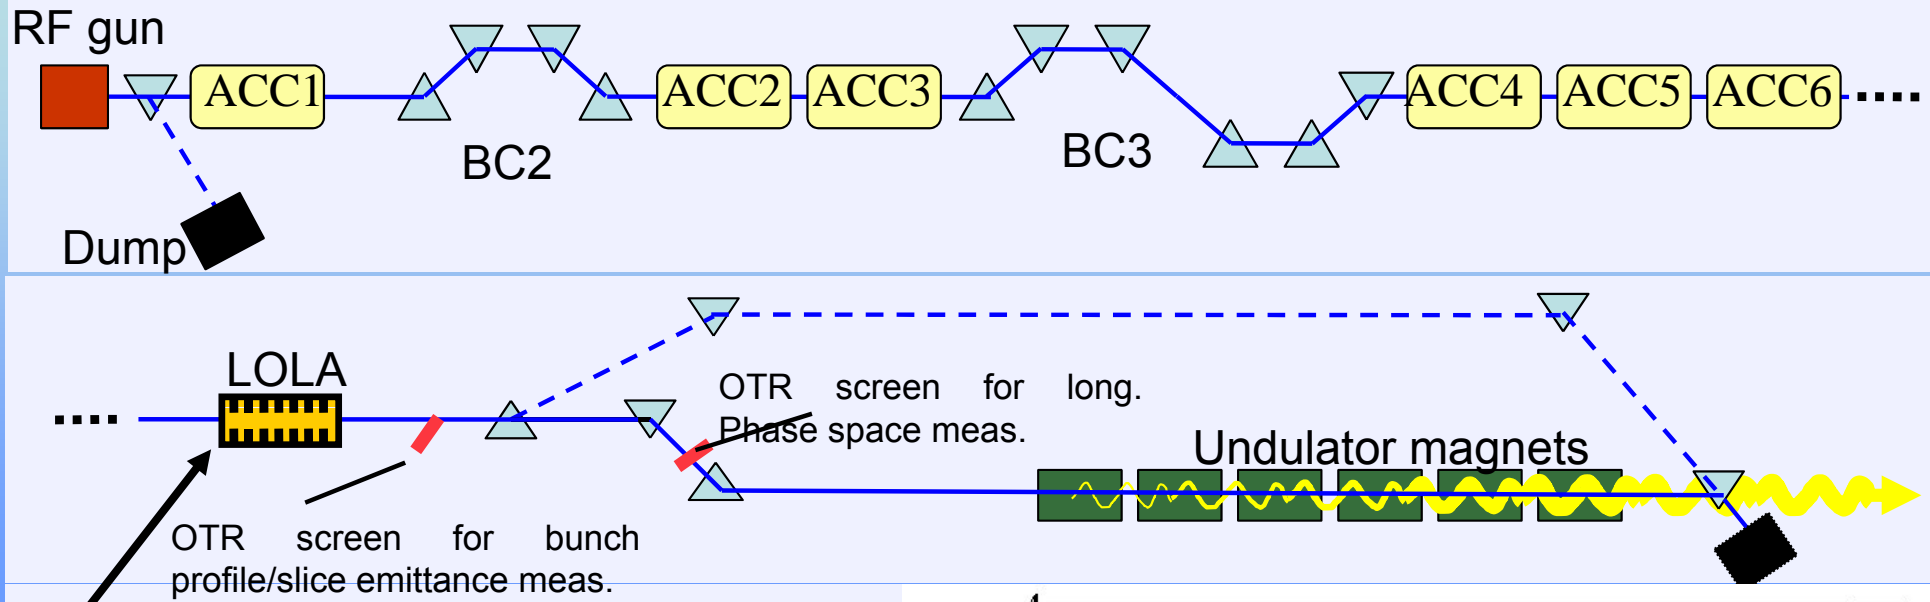 RF gun
ACC1
ACC2
ACC3
ACC4
ACC5
ACC6
....
BC2
BC3
Dump
LOLA
....
OTR screen for long.
Phase space meas.
Undulator magnets
OTR screen for bunch
profile/slice emittance meas.